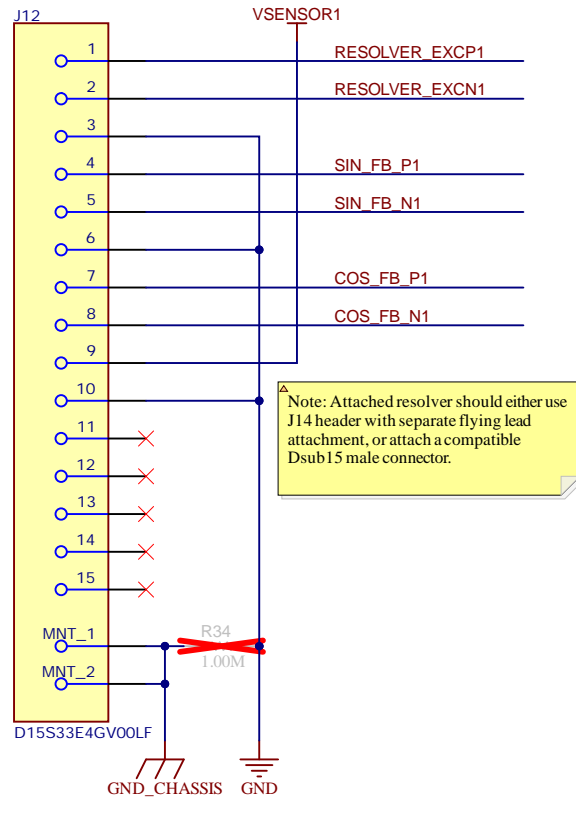 J12
VSENSOR1
1
RESOLVER_EXCP1
2
RESOLVER_EXCN1
3
4
SIN_FB_P1
5
SIN_FB_N1
6
7
COS_FB_P1
8
COS_FB_N1
9
10
Note: Attached resolver should either use
J14 header with separate flying lead
attachment, or attach a compatible
Dsub15 male connector.
11
12
13
14
15
MNT_1
R34
1.00M
MNT_2
D15S33E4GV00LF
GND_CHASSIS
GND